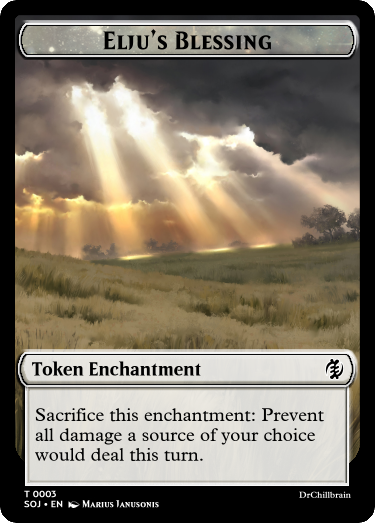 Elju's Blessing
Token Enchantment
Sacrifice this enchantment: Prevent
all damage a source of your choice
would deal this turn.
T 0003
SOJ • EN Marius Janusonis
DrChillbrain